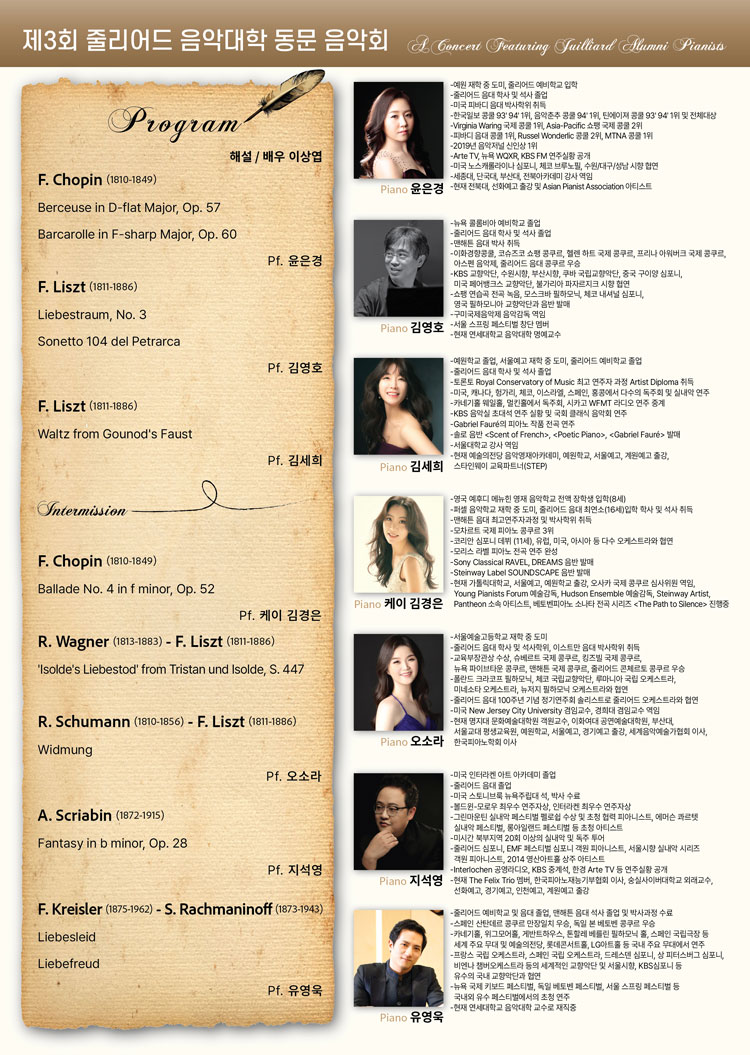 제3회 줄리어드 음악대학 동문 음악회
A Concert Featuring Juilliard Alumni Pianists
Program
해설 / 배우 이상엽
F. Chopin (1810-1849)
Berceuse in D-flat Major, Op. 57
Barcarolle in F-sharp Major, Op. 60
Pf. 윤은경
F. Liszt (1811-1886)
Liebestraum, No. 3
Sonetto 104 del Petrarca
Pf. 김영호
F. Liszt (1811-1886)
Waltz from Gounod's Faust
Pf. 김세희
Intermission
F. Chopin (1810-1849)
Ballade No. 4 in f minor, Op. 52
Pf. 케이 김경은
R. Wagner (1813-1883) - F. Liszt (1811-1886)
'Isolde's Liebestod' from Tristan und Isolde, S. 447
R. Schumann (1810-1856) - F. Liszt (1811-1886)
Widmung
Pf. 오소라
A. Scriabin (1872-1915)
Fantasy in b minor, Op. 28
Pf. 지석영
F. Kreisler (1875-1962) - S. Rachmaninoff (1873-1943)
Liebesleid
Liebefreud
Pf. 유영욱
-예원 재학 중 도미, 줄리어드 예비학교 입학
-줄리어드 음대 학사 및 석사 졸업
-미국 피바디 음대 박사학위 취득
-한국일보 콩쿨 93' 94' 1위, 음악춘추 콩쿨 94' 1위, 틴에이져 콩쿨 93' 94' 1위 및 전체대상
-Virginia Waring 국제 콩쿨 1위, Asia-Pacific 쇼팽 국제 콩쿨 2위
-피바디 음대 콩쿨 1위, Russel Wonderlic 콩쿨 2위, MTNA 콩쿨 1위
-2019년 음악저널 신인상 1위
-Arte TV, 뉴욕 WQXR, KBS FM 연주실황 공개
-미국 노스캐롤라이나 심포니, 체코 브루노필, 수원/대구/성남 시향 협연
-세종대, 단국대, 부산대, 전북아카데미 강사 역임
-현재 전북대, 선화예고 출강 및 Asian Pianist Association 아티스트
Piano 윤은경
-뉴욕 콜롬비아 예비학교 졸업
-줄리어드 음대 학사 및 석사 졸업
-맨해튼 음대 박사 취득
-이화경향콩쿨, 코슈즈코 쇼팽 콩쿠르, 헬렌 하트 국제 콩쿠르, 프리나 아워버크 국제 콩쿠르,
아스펜 음악제, 줄리어드 음대 콩쿠르 우승
-KBS 교향악단, 수원시향, 부산시향, 쿠바 국립교향악단, 중국 구이양 심포니,
미국 페어뱅크스 교향악단, 불가리아 파자르지크 시향 협연
-쇼팽 연습곡 전곡 녹음, 모스크바 필하모닉, 체코 내셔널 심포니,
영국 필하모니아 교향악단과 음반 발매
-구미국제음악제 음악감독 역임
-서울 스프링 페스티벌 창단 멤버
-현재 연세대학교 음악대학 명예교수
Piano 김영호
-예원학교 졸업, 서울예고 재학 중 도미, 줄리어드 예비학교 졸업
-줄리어드 음대 학사 및 석사 졸업
-토론토 Royal Conservatory of Music 최고 연주자 과정 Artist Diploma 취득
-미국, 캐나다, 헝가리, 체코, 이스라엘, 스페인, 홍콩에서 다수의 독주회 및 실내악 연주
-카네기홀 웨일홀, 멀킨홀에서 독주회, 시카고 WFMT 라디오 연주 중계
-KBS 음악실 초대석 연주 실황 및 국회 클래식 음악회 연주
-Gabriel Fauré의 피아노 작품 전곡 연주
-솔로 음반 <Scent of French>, <Poetic Piano>, <Gabriel Fauré> 발매
-서울대학교 강사 역임
-현재 예술의전당 음악영재아카데미, 예원학교, 서울예고, 계원예고 출강,
스타인웨이 교육파트너(STEP)
Piano 김세희
-영국 예후디 메뉴힌 영재 음악학교 전액 장학생 입학(8세)
-퍼셀 음악학교 재학 중 도미, 줄리어드 음대 최연소(16세)입학 학사 및 석사 취득
-맨해튼 음대 최고연주자과정 및 박사학위 취득
-모차르트 국제 피아노 콩쿠르 3위
-코리안 심포니 데뷔 (11세), 유럽, 미국, 아시아 등 다수 오케스트라와 협연
-모리스 라벨 피아노 전곡 연주 완성
-Sony Classical RAVEL, DREAMS 음반 발매
-Steinway Label SOUNDSCAPE 음반 발매
-현재 가톨릭대학교, 서울예고, 예원학교 출강, 오사카 국제 콩쿠르 심사위원 역임,
Young Pianists Forum 예술감독, Hudson Ensemble 예술감독, Steinway Artist,
Pantheon 소속 아티스트, 베토벤피아노 소나타 전곡 시리즈 <The Path to Silence> 진행중
Piano 케이 김경은
-서울예술고등학교 재학 중 도미
-줄리어드 음대 학사 및 석사학위, 이스트만 음대 박사학위 취득
-교육부장관상 수상, 슈베르트 국제 콩쿠르, 킹즈빌 국제 콩쿠르,
뉴욕 파이브타운 콩쿠르, 맨해튼 국제 콩쿠르, 줄리어드 콘체르토 콩쿠르 우승
-폴란드 크라코프 필하모닉, 체코 국립교향악단, 루마니아 국립 오케스트라,
미네소타 오케스트라, 뉴저지 필하모닉 오케스트라와 협연
-줄리어드 음대 100주년 기념 정기연주회 솔리스트로 줄리어드 오케스트라와 협연
-미국 New Jersey City University 겸임교수, 경희대 겸임교수 역임
-현재 명지대 문화예술대학원 객원교수, 이화여대 공연예술대학원, 부산대,
서울교대 평생교육원, 예원학교, 서울예고, 경기예고 출강, 세계음악예술가협회 이사,
한국피아노학회 이사
Piano 오소라
-미국 인터라켄 아트 아카데미 졸업
-줄리어드 음대 졸업
-미국 스토니브룩 뉴욕주립대 석, 박사 수료
-볼드윈-모로우 최우수 연주자상, 인터라켄 최우수 연주자상
-그린마운틴 실내악 페스티벌 펠로쉽 수상 및 초청 협력 피아니스트, 에머슨 콰르텟
실내악 페스티벌, 롱아일랜드 페스티벌 등 초청 아티스트
-미시간 북부지역 20회 이상의 실내악 및 독주 투어
-줄리어드 심포니, EMF 페스티벌 심포니 객원 피아니스트, 서울시향 실내악 시리즈
객원 피아니스트, 2014 영산아트홀 상주 아티스트
-Interlochen 공영라디오, KBS 중계석, 한경 Arte TV 등 연주실황 공개
-현재 The Felix Trio 멤버, 한국피아노재능기부협회 이사, 숭실사이버대학교 외래교수,
선화예고, 경기예고, 인천예고, 계원예고 출강
Piano 지석영
-줄리어드 예비학교 및 음대 졸업, 맨해튼 음대 석사 졸업 및 박사과정 수료
-스페인 산탄데르 콩쿠르 만장일치 우승, 독일 본 베토벤 콩쿠르 우승
-카네기홀, 위그모어홀, 게반트하우스, 톤할레 베를린 필하모닉 홀, 스페인 국립극장 등
세계 주요 무대 및 예술의전당, 롯데콘서트홀, LG아트홀 등 국내 주요 무대에서 연주
-프랑스 국립 오케스트라, 스페인 국립 오케스트라, 드레스덴 심포니, 상 피터스버그 심포니,
비엔나 챔버오케스트라 등의 세계적인 교향악단 및 서울시향, KBS심포니 등
유수의 국내 교향악단과 협연
-뉴욕 국제 키보드 페스티벌, 독일 베토벤 페스티벌, 서울 스프링 페스티벌 등
국내외 유수 페스티벌에서의 초청 연주
-현재 연세대학교 음악대학 교수로 재직중
Piano 유영욱